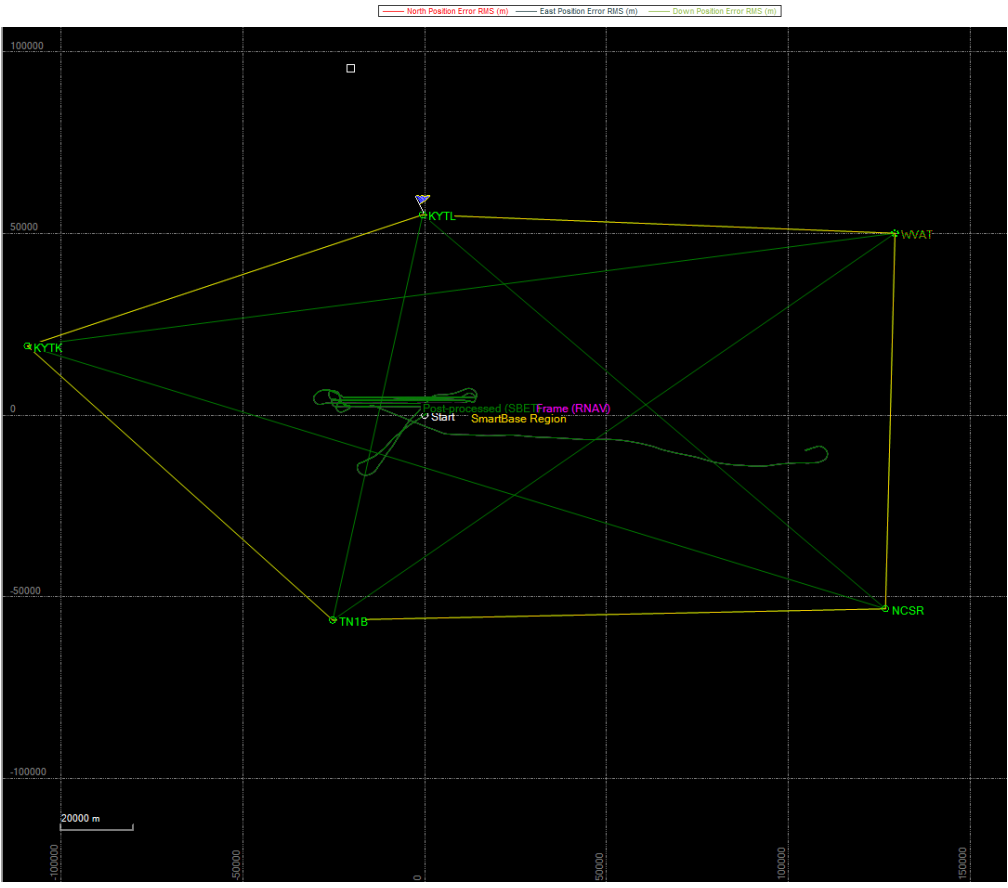 North Position Error RMS (m) East Position Error RMS (m) Down Position Error RMS (m)
100000
KYTL
50000
WVAT
KYTK
0
Post-processed (SBET
Frame (RNAV)
Start
SmartBase Region
-50000
TN1B
NCSR
-100000
20000 m
-100000
-50000
0
50000
100000
150000